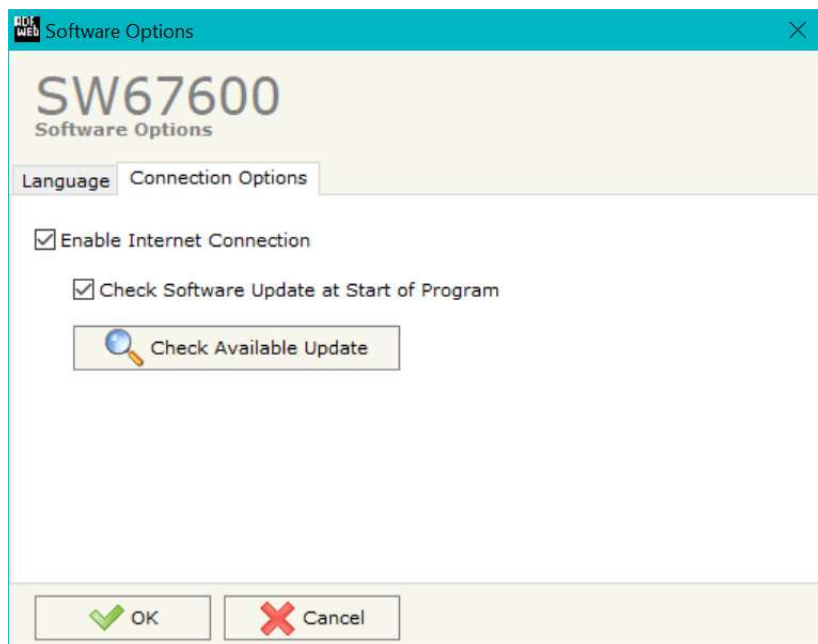 ADF
WEB
Software Options
SW67600
Software Options
Language
Connection Options
Enable Internet Connection
Check Software Update at Start of Program
Check Available Update
OK
Cancel